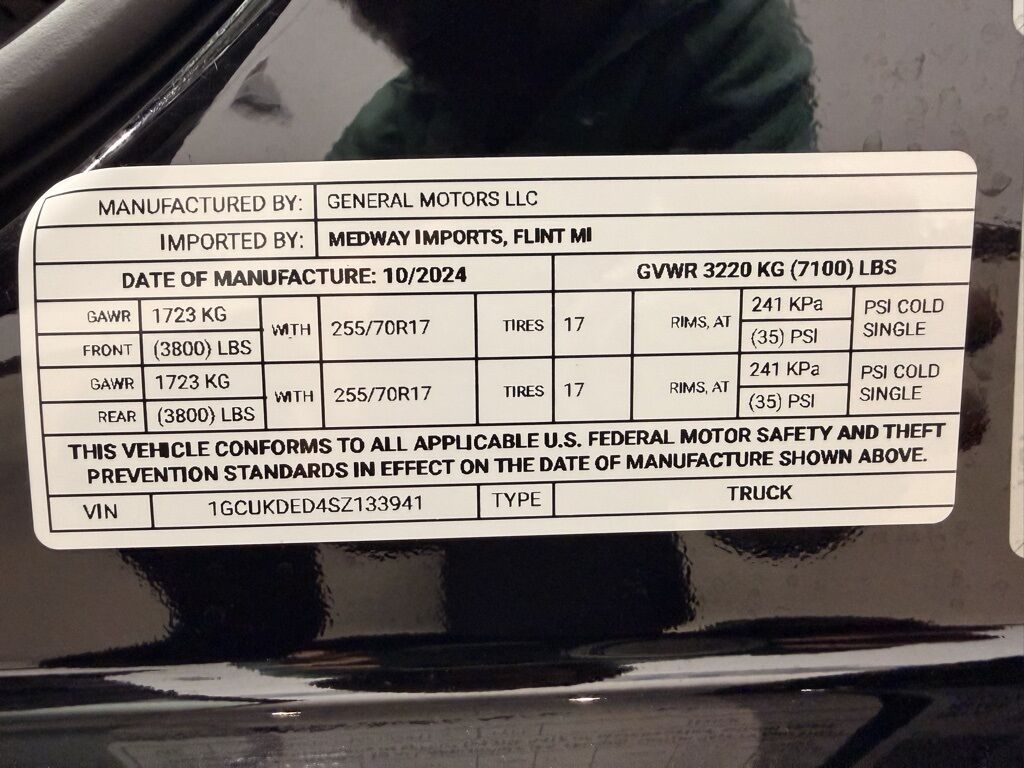 MANUFACTURED BY: GENERAL MOTORS LLC
IMPORTED BY: MEDWAY IMPORTS, FLINT MI
DATE OF MANUFACTURE: 10/2024 GVWR 3220 KG (7100) LBS
GAWR 1723 KG WITH 255/70R17 TIRES 17 RIMS, AT 241 KPa PSI COLD
FRONT (3800) LBS (35) PSI SINGLE
GAWR 1723 KG WITH 255/70R17 TIRES 17 RIMS, AT 241 KPa PSI COLD
REAR (3800) LBS (35) PSI SINGLE
THIS VEHICLE CONFORMS TO ALL APPLICABLE U.S. FEDERAL MOTOR SAFETY AND THEFT
PREVENTION STANDARDS IN EFFECT ON THE DATE OF MANUFACTURE SHOWN ABOVE.
VIN 1GCUKDED4SZ133941 TYPE TRUCK